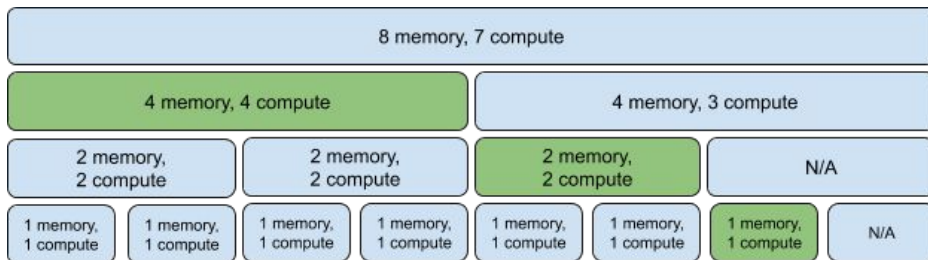 8 memory, 7 compute
4 memory, 4 compute
4 memory, 3 compute
2 memory,
2 compute
2 memory,
2 compute
2 memory,
2 compute
N/A
1 memory,
1 compute
1 memory,
1 compute
1 memory,
1 compute
1 memory,
1 compute
1 memory,
1 compute
1 memory,
1 compute
1 memory,
1 compute
N/A